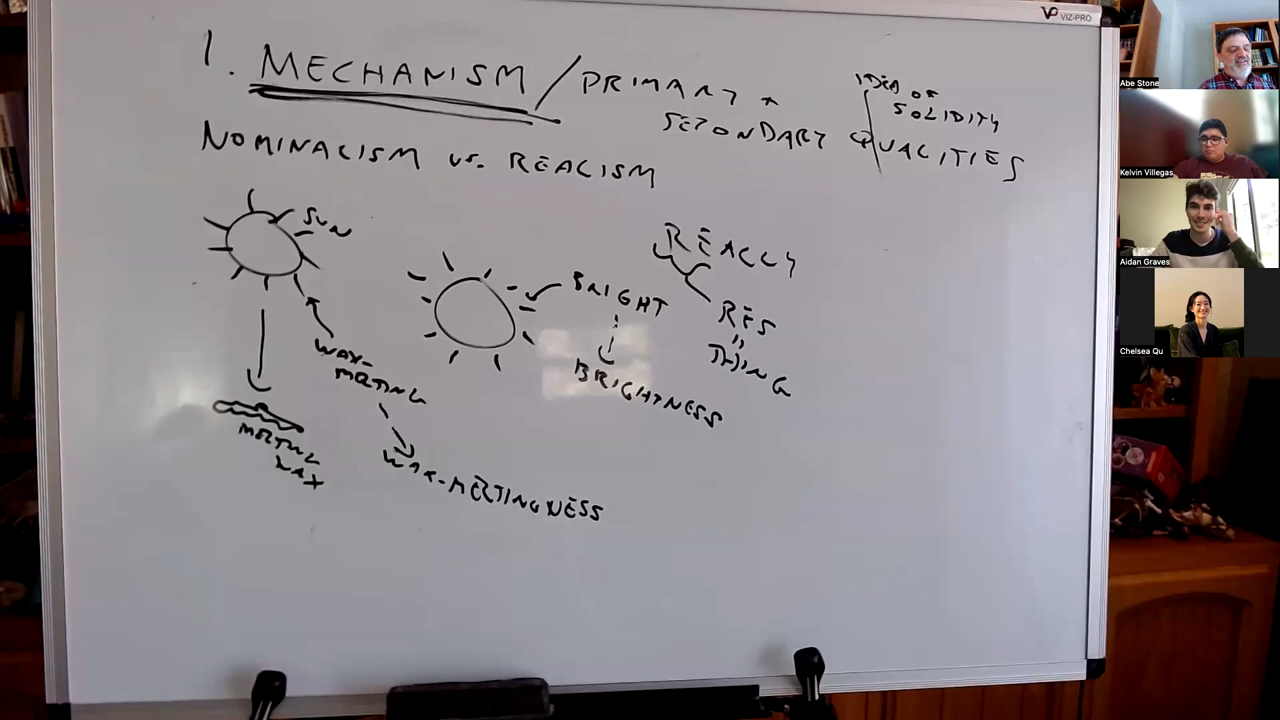 VP VIZ-PRO
1. MECHANISM / PRIMARY +
SECONDARY QUALITIES
IDEA OF
SOLIDITY
NOMINALISM vs. REALISM
SUN
WAX-
MELTING
MELTING
WAX
WAX-MELTINGNESS
BRIGHT
BRIGHTNESS
REALLY
RES
THING
Abe Stone
Kelvin Villegas
Aidan Graves
Chelsea Qu